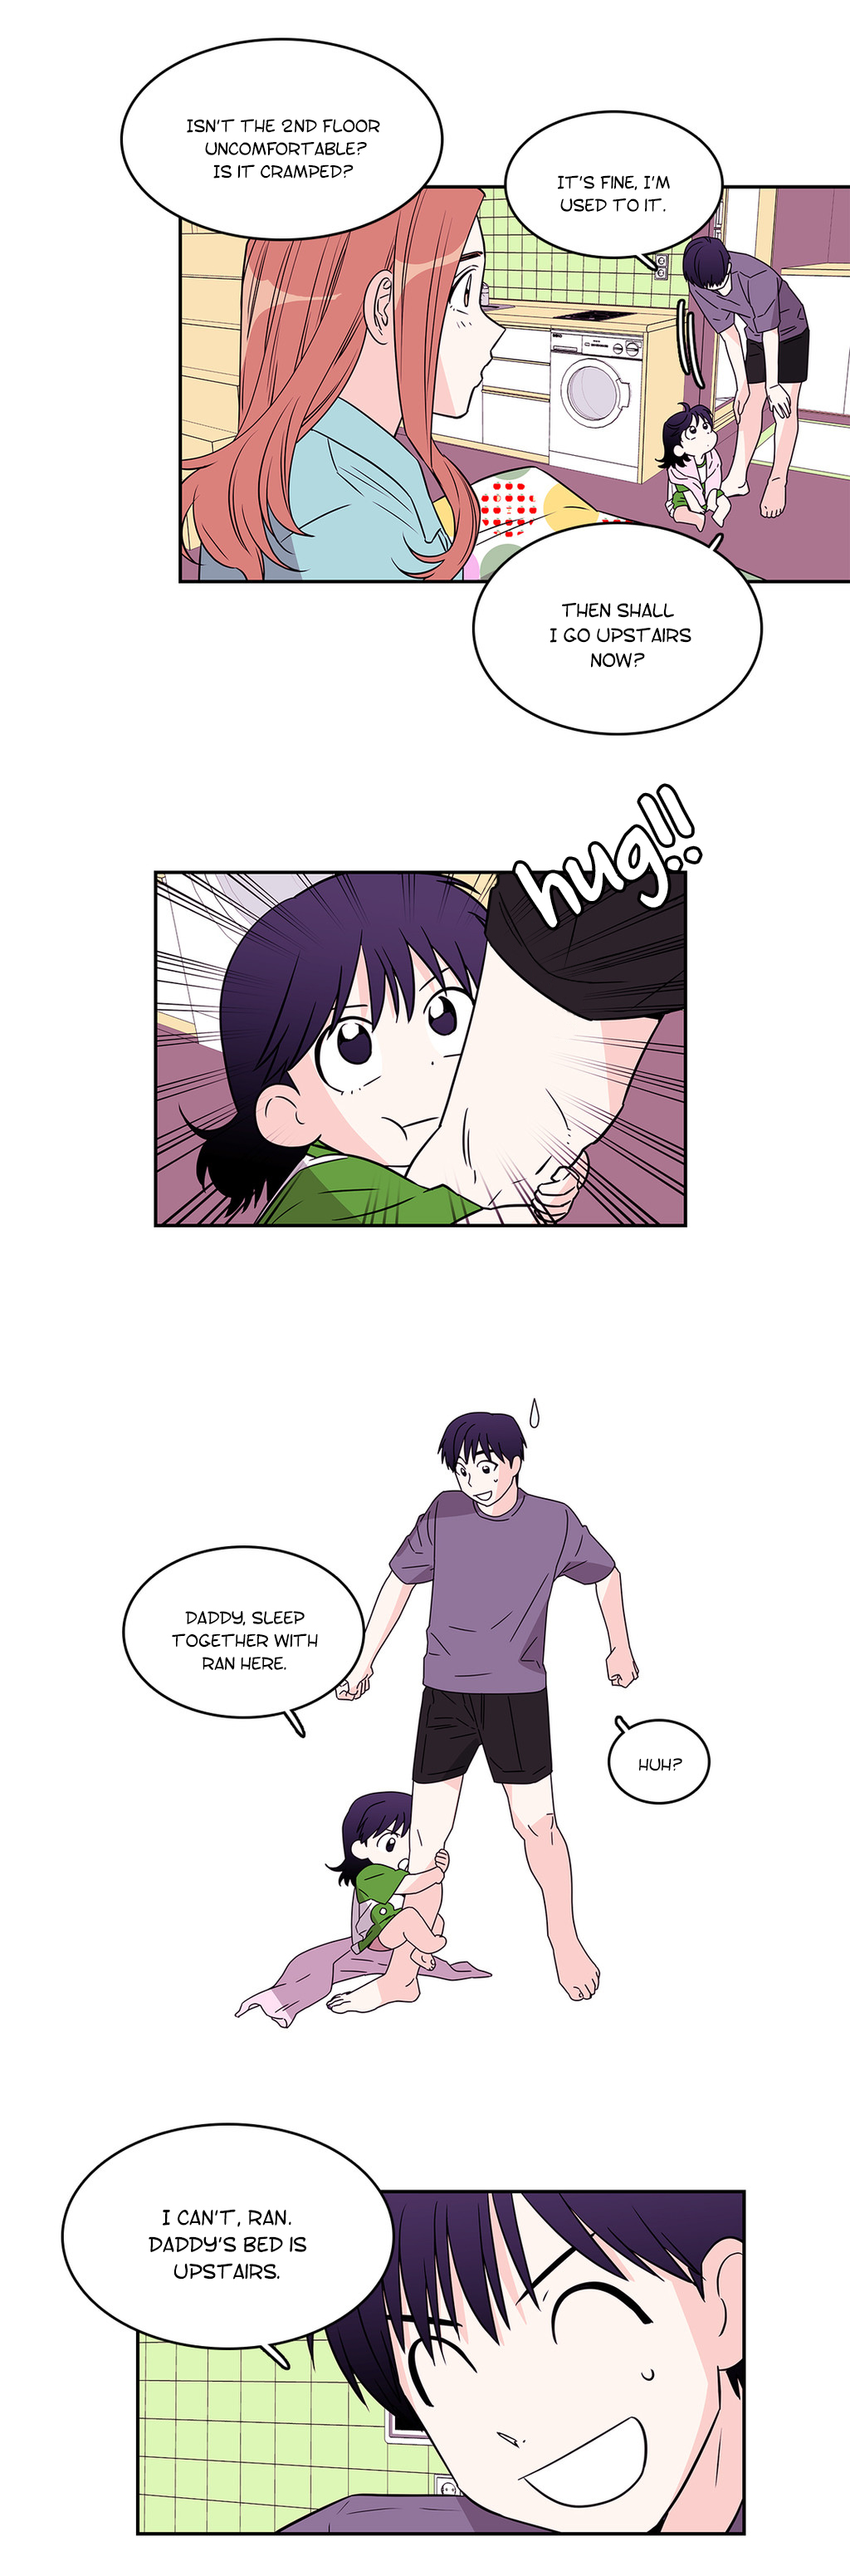 ISN'T THE 2ND FLOOR
UNCOMFORTABLE?
IS IT CRAMPED?
IT'S FINE, I'M
USED TO IT.
THEN SHALL
I GO UPSTAIRS
NOW?
hug!!
DADDY, SLEEP
TOGETHER WITH
RAN HERE.
HUH?
I CAN'T, RAN.
DADDY'S BED IS
UPSTAIRS.